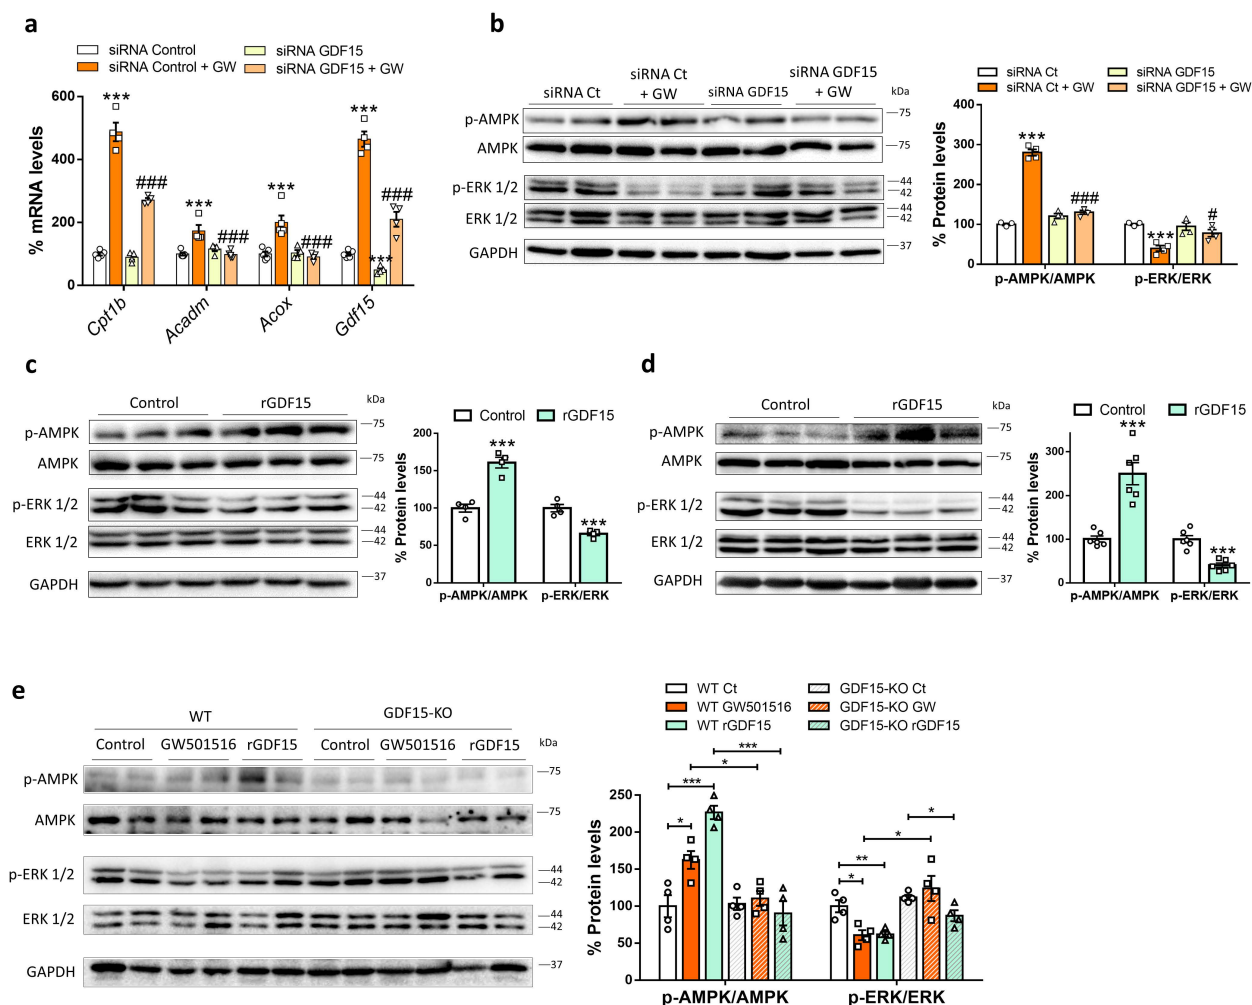 a
siRNA Control
siRNA GDF15
siRNA Control + GW
siRNA GDF15 + GW
% mRNA levels
600
400
200
0
***
###
***
###
***
###
***
***
###
Cpt1b
Acadm
Acox
Gdf15
b
siRNA Ct
siRNA Ct
+ GW
siRNA GDF15
siRNA GDF15
+ GW
kDa
p-AMPK
75
AMPK
75
p-ERK 1/2
44
42
ERK 1/2
44
42
GAPDH
37
siRNA Ct
siRNA GDF15
siRNA Ct + GW
siRNA GDF15 + GW
% Protein levels
400
300
200
100
0
***
###
***
#
p-AMPK/AMPK
p-ERK/ERK
c
Control
rGDF15
kDa
p-AMPK
75
AMPK
75
p-ERK 1/2
44
42
ERK 1/2
44
42
GAPDH
37
Control
rGDF15
% Protein levels
200
150
100
50
0
***
***
p-AMPK/AMPK
p-ERK/ERK
d
Control
rGDF15
kDa
p-AMPK
75
AMPK
75
p-ERK 1/2
44
42
ERK 1/2
44
42
GAPDH
37
Control
rGDF15
% Protein levels
300
200
100
0
***
***
p-AMPK/AMPK
p-ERK/ERK
e
WT
GDF15-KO
Control
GW501516
rGDF15
Control
GW501516
rGDF15
kDa
p-AMPK
75
AMPK
75
p-ERK 1/2
44
42
ERK 1/2
44
42
GAPDH
37
WT Ct
GDF15-KO Ct
WT GW501516
GDF15-KO GW
WT rGDF15
GDF15-KO rGDF15
% Protein levels
250
200
150
100
50
0
***
*
***
*
*
*
**
*
p-AMPK/AMPK
p-ERK/ERK